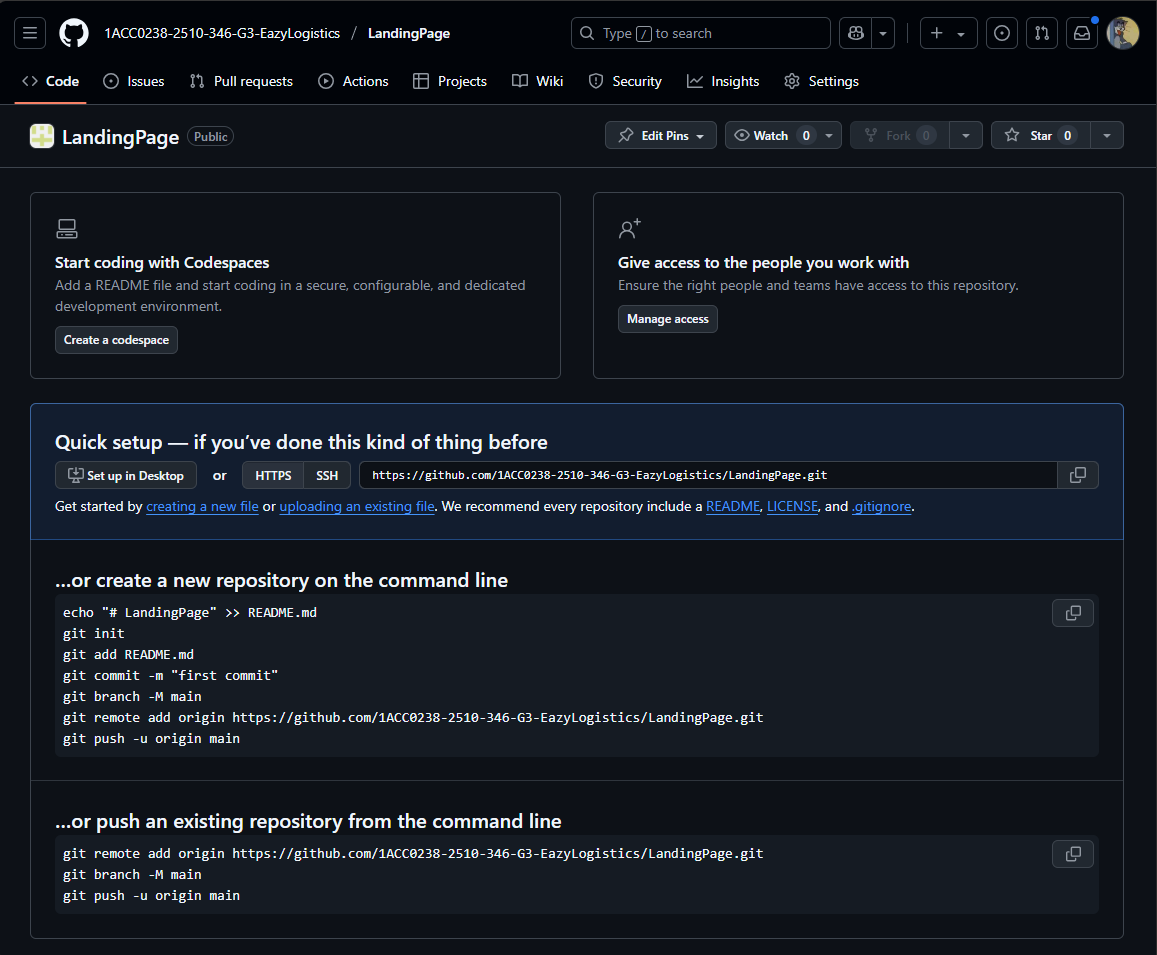 1ACC0238-2510-346-G3-EazyLogistics / LandingPage
Type / to search
Code Issues Pull requests Actions Projects Wiki Security Insights Settings
LandingPage Public
Edit Pins Watch 0 Fork 0 Star 0
Start coding with Codespaces
Add a README file and start coding in a secure, configurable, and dedicated
development environment.
Create a codespace
Give access to the people you work with
Ensure the right people and teams have access to this repository.
Manage access
Quick setup — if you’ve done this kind of thing before
Set up in Desktop or HTTPS SSH https://github.com/1ACC0238-2510-346-G3-EazyLogistics/LandingPage.git
Get started by creating a new file or uploading an existing file. We recommend every repository include a README, LICENSE, and .gitignore.
…or create a new repository on the command line
echo "# LandingPage" >> README.md
git init
git add README.md
git commit -m "first commit"
git branch -M main
git remote add origin https://github.com/1ACC0238-2510-346-G3-EazyLogistics/LandingPage.git
git push -u origin main
…or push an existing repository from the command line
git remote add origin https://github.com/1ACC0238-2510-346-G3-EazyLogistics/LandingPage.git
git branch -M main
git push -u origin main